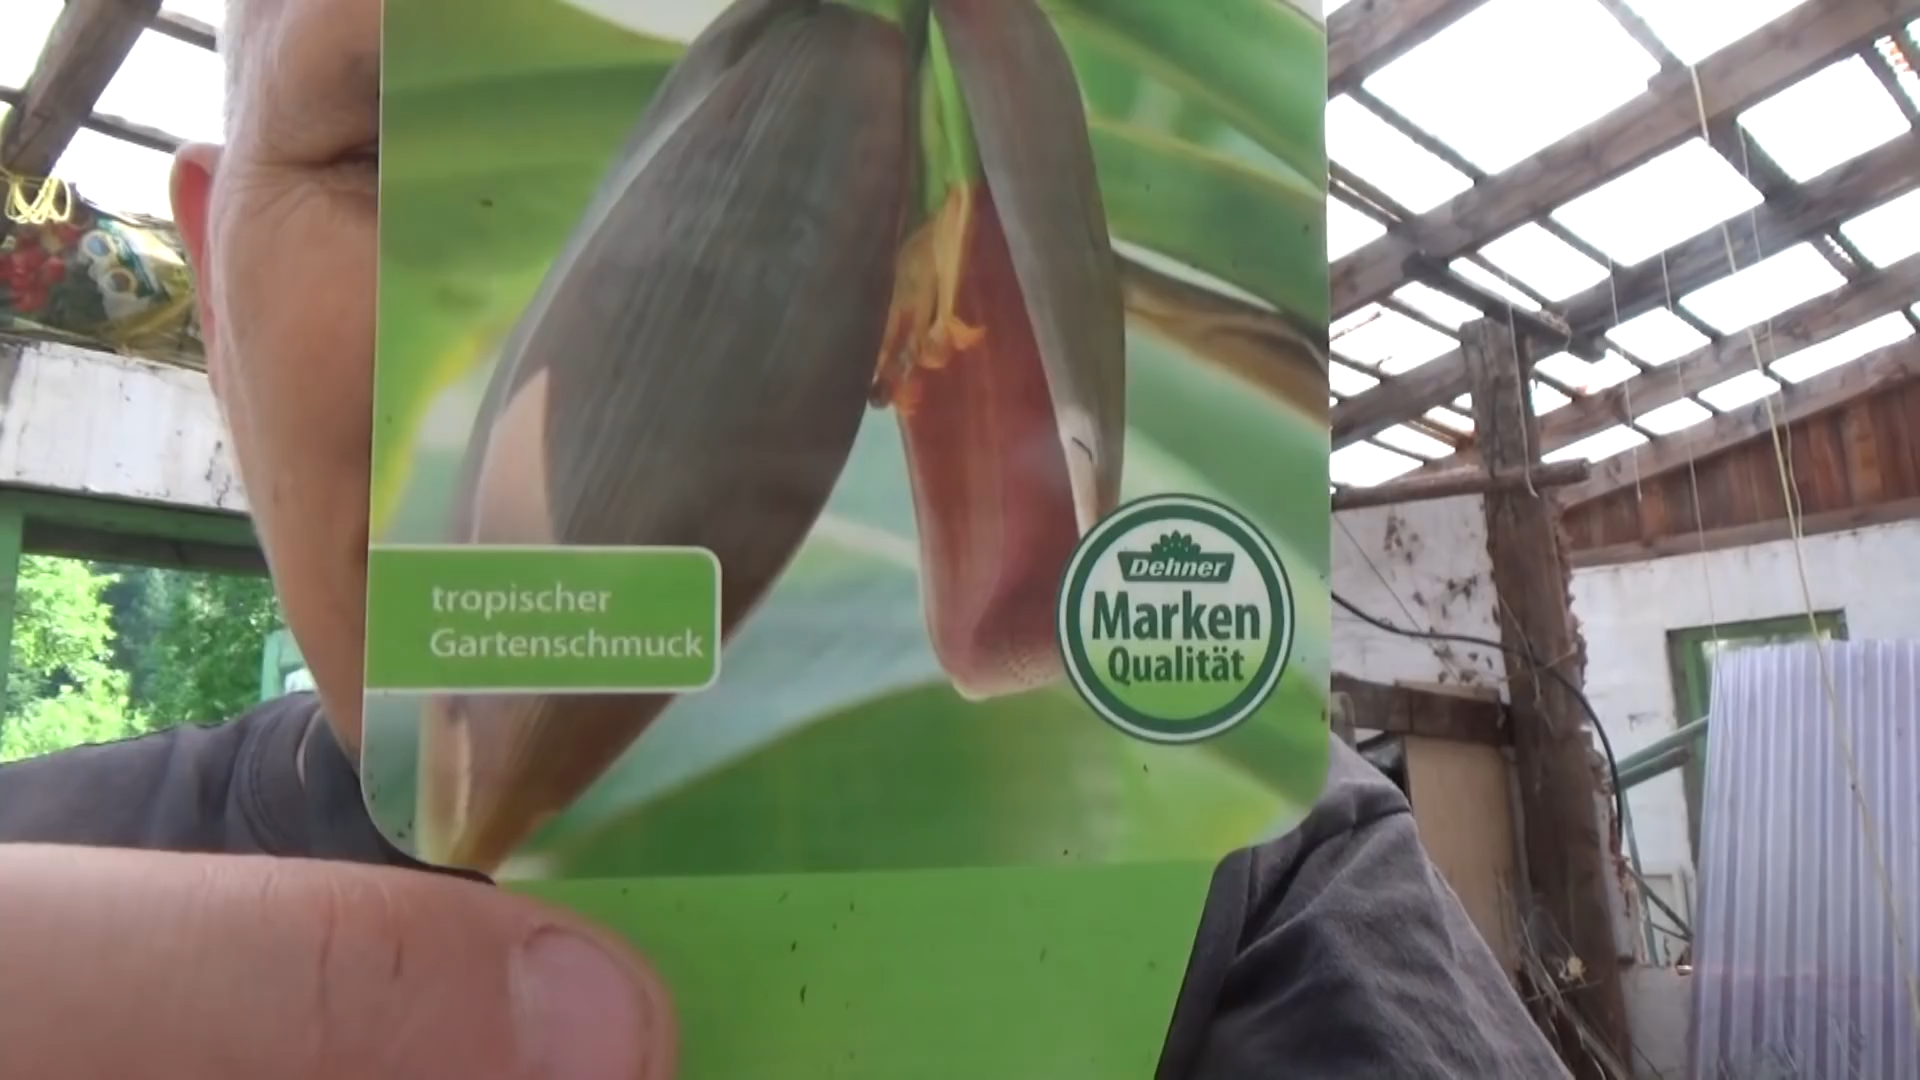 tropischer
Gartenschmuck
Dehner
Marken
Qualität